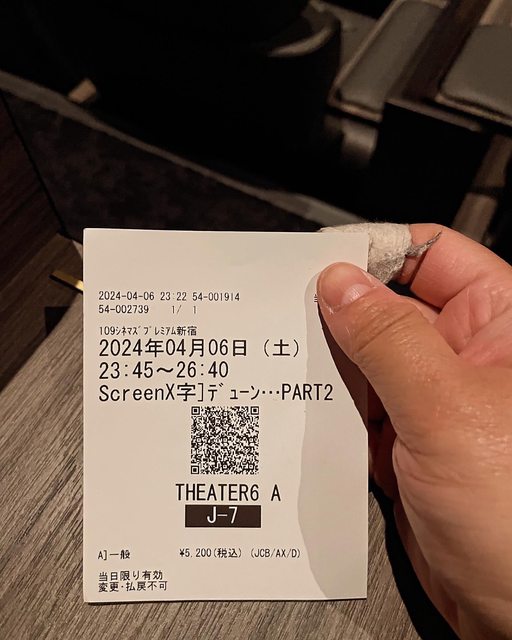 2024-04-06 23:22 54-001914
54-002739 1/ 1
109シネマズプレミアム新宿
2024年04月06日 (土)
23:45～26:40
ScreenX字]デューン…PART2
THEATER6 A
J-7
A]一般 ¥5,200(税込) (JCB/AX/D)
当日限り有効
変更・払戻不可